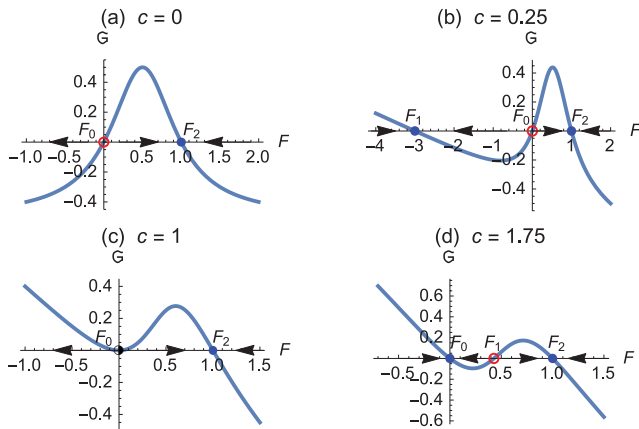 (a) c = 0
G
0.4
0.2
F₀
F₂
F
−1.0 −0.5 0.5 1.0 1.5 2.0
−0.2
−0.4
(b) c = 0.25
G
0.4
0.2
F₁
F₀
F₂
F
−4 −3 −2 −1 1 2
−0.2
−0.4
(c) c = 1
G
0.4
0.2
F₀
F₂
F
−1.0 −0.5 0.5 1.0 1.5
−0.2
−0.4
(d) c = 1.75
G
0.6
0.4
0.2
F₀
F₁
F₂
F
−0.5 0.5 1.0 1.5
−0.2
−0.4
−0.6